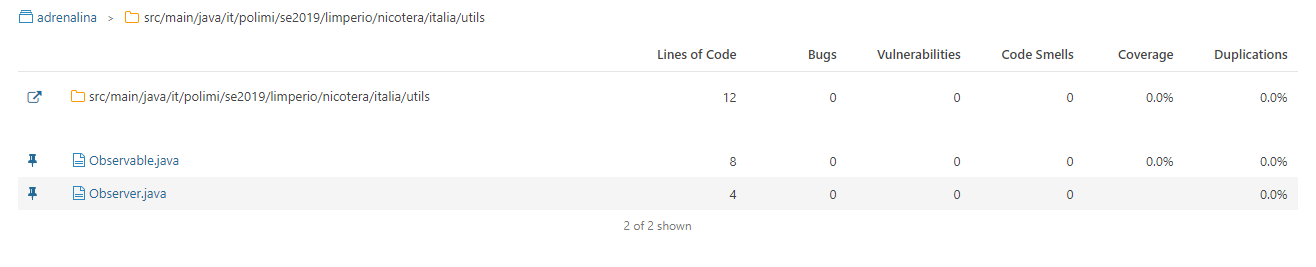 adrenalina > src/main/java/it/polimi/se2019/limperio/nicotera/italia/utils
Lines of Code Bugs Vulnerabilities Code Smells Coverage Duplications
src/main/java/it/polimi/se2019/limperio/nicotera/italia/utils 12 0 0 0 0.0% 0.0%
Observable.java 8 0 0 0 0.0% 0.0%
Observer.java 4 0 0 0 0.0%
2 of 2 shown